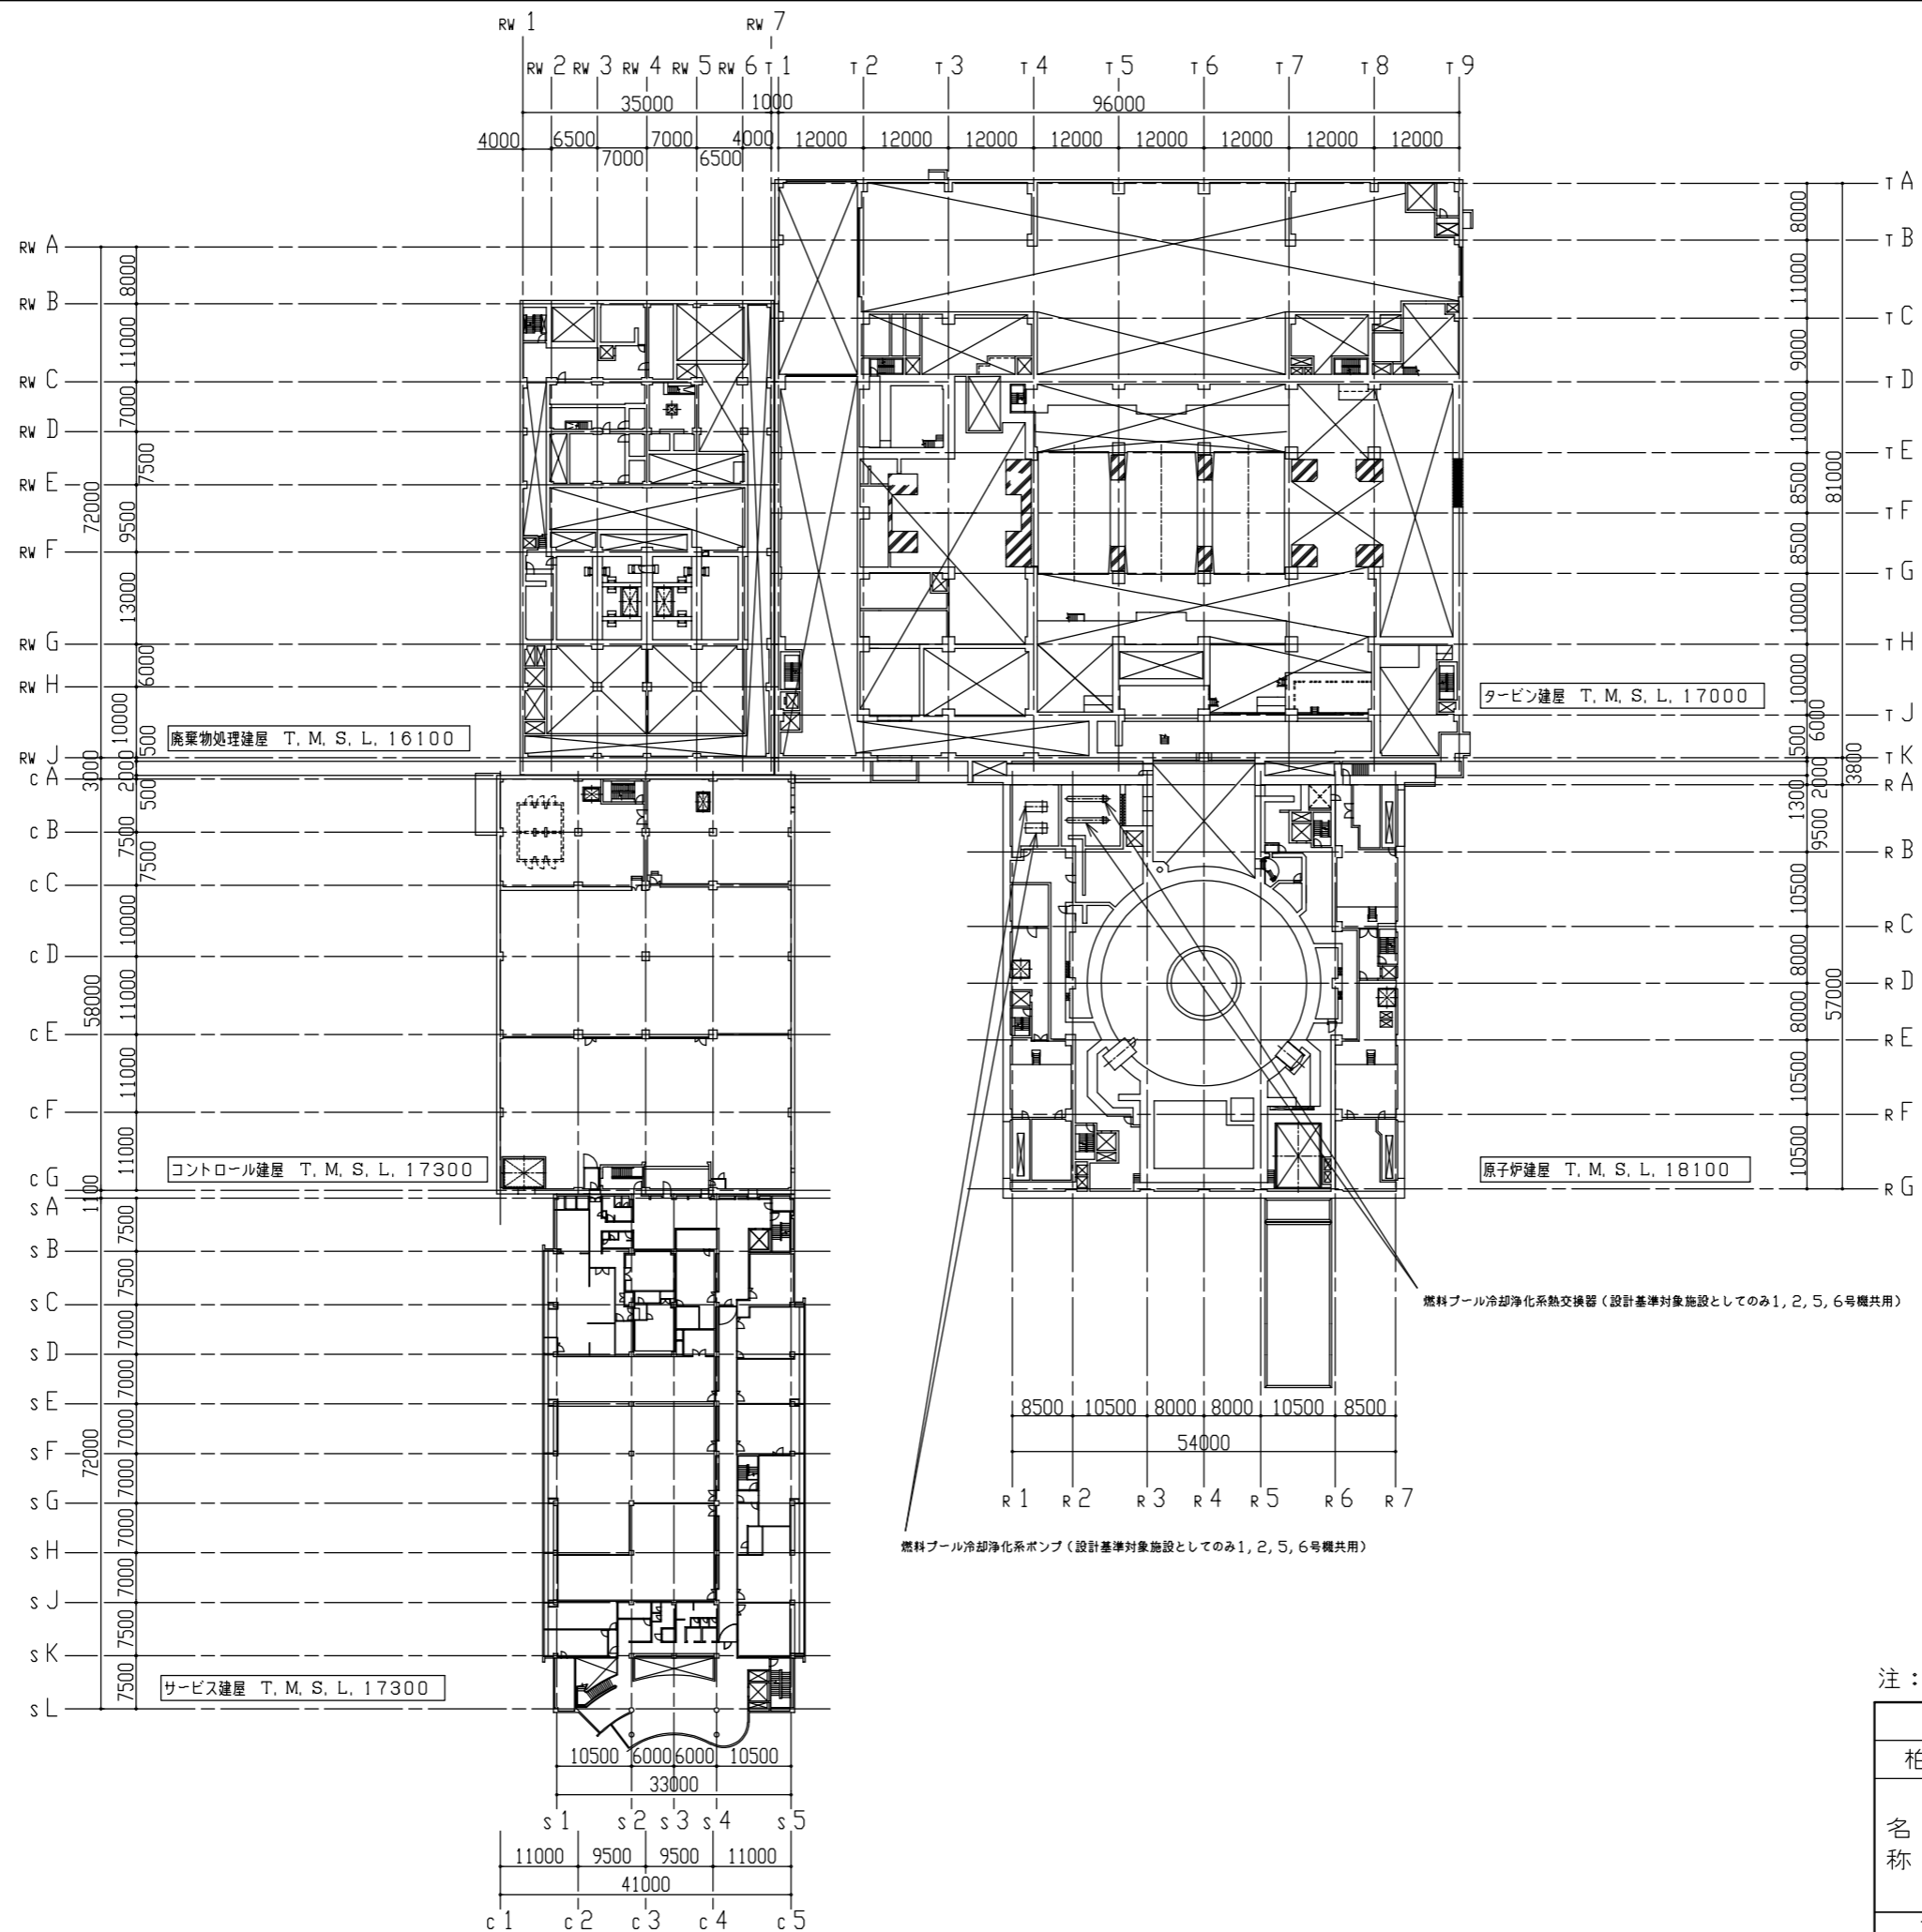 RW 1
RW 7
RW 2 RW 3 RW 4 RW 5 RW 6 T 1 T 2 T 3 T 4 T 5 T 6 T 7 T 8 T 9
35000 1000 96000
4000 6500 7000 4000 12000 12000 12000 12000 12000 12000 12000 12000
7000 6500
RW A
RW B
RW C
RW D
RW E
RW F
RW G
RW H
RW J
8000
11000
7000
7500
9500
13000
6000
10000
500
72000
3000
2000
500
c A
c B
c C
c D
c E
c F
c G
7500
7500
10000
11000
11000
11000
58000
1100
s A
s B
s C
s D
s E
s F
s G
s H
s J
s K
s L
7500
7500
7000
7000
7000
7000
7000
7000
7500
7500
72000
T A
T B
T C
T D
T E
T F
T G
T H
T J
T K
8000
11000
9000
10000
8500
8500
10000
10000
6000
500
81000
3800
2000
1300
R A
R B
R C
R D
R E
R F
R G
9500
10500
8000
8000
10500
10500
57000
廃棄物処理建屋 T. M. S. L. 16100
タービン建屋 T. M. S. L. 17000
コントロール建屋 T. M. S. L. 17300
原子炉建屋 T. M. S. L. 18100
サービス建屋 T. M. S. L. 17300
燃料プール冷却浄化系熱交換器(設計基準対象施設としてのみ1, 2, 5, 6号機共用)
8500 10500 8000 8000 10500 8500
54000
R 1 R 2 R 3 R 4 R 5 R 6 R 7
燃料プール冷却浄化系ポンプ(設計基準対象施設としてのみ1, 2, 5, 6号機共用)
10500 6000 6000 10500
33000
s 1 s 2 s 3 s 4 s 5
11000 9500 9500 11000
41000
c 1 c 2 c 3 c 4 c 5
注:
柏
名
称